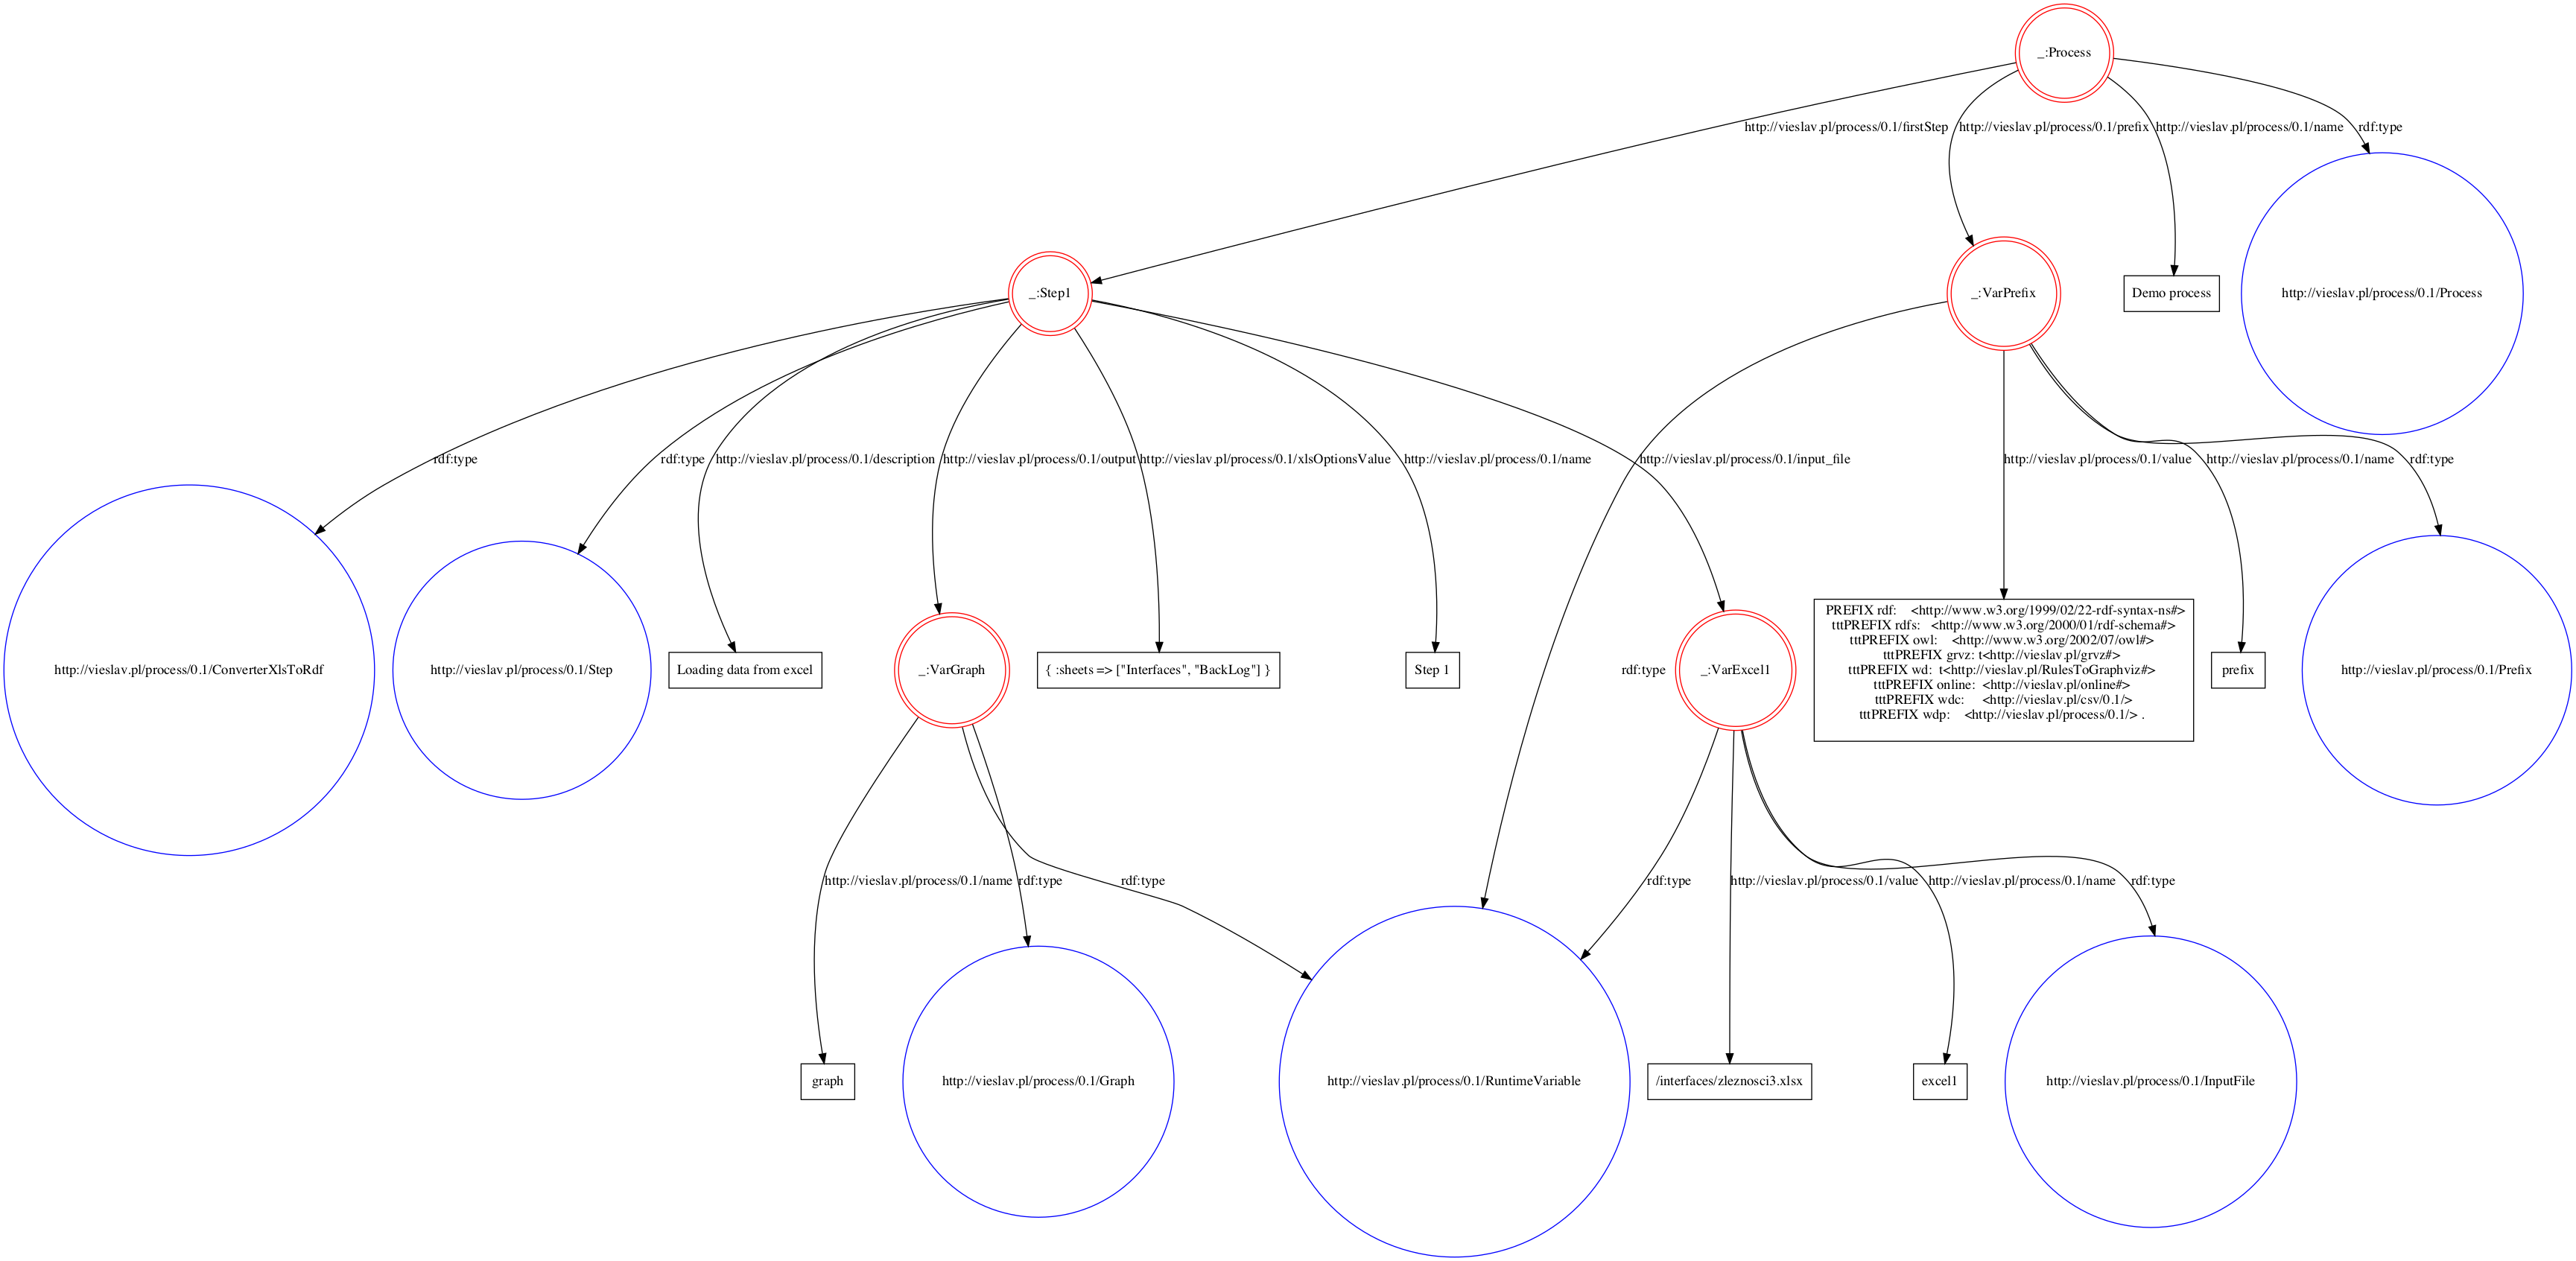 _:Process
http://vieslav.pl/process/0.1/firstStep
http://vieslav.pl/process/0.1/prefix
http://vieslav.pl/process/0.1/name
rdf:type
_:Step1
_:VarPrefix
Demo process
http://vieslav.pl/process/0.1/Process
rdf:type
rdf:type
http://vieslav.pl/process/0.1/description
http://vieslav.pl/process/0.1/output
http://vieslav.pl/process/0.1/xlsOptionsValue
http://vieslav.pl/process/0.1/name
http://vieslav.pl/process/0.1/input_file
http://vieslav.pl/process/0.1/value
http://vieslav.pl/process/0.1/name
rdf:type
http://vieslav.pl/process/0.1/ConverterXlsToRdf
http://vieslav.pl/process/0.1/Step
Loading data from excel
_:VarGraph
{ :sheets => ["Interfaces", "BackLog"] }
Step 1
rdf:type
_:VarExcel1
PREFIX rdf: <http://www.w3.org/1999/02/22-rdf-syntax-ns#>
tttPREFIX rdfs: <http://www.w3.org/2000/01/rdf-schema#>
tttPREFIX owl: <http://www.w3.org/2002/07/owl#>
tttPREFIX grvz: t<http://vieslav.pl/grvz#>
tttPREFIX wd: t<http://vieslav.pl/RulesToGraphviz#>
tttPREFIX online: <http://vieslav.pl/online#>
tttPREFIX wdc: <http://vieslav.pl/csv/0.1/>
tttPREFIX wdp: <http://vieslav.pl/process/0.1/> .
prefix
http://vieslav.pl/process/0.1/Prefix
http://vieslav.pl/process/0.1/name
rdf:type
rdf:type
rdf:type
http://vieslav.pl/process/0.1/value
http://vieslav.pl/process/0.1/name
rdf:type
graph
http://vieslav.pl/process/0.1/Graph
http://vieslav.pl/process/0.1/RuntimeVariable
/interfaces/zleznosci3.xlsx
excel1
http://vieslav.pl/process/0.1/InputFile